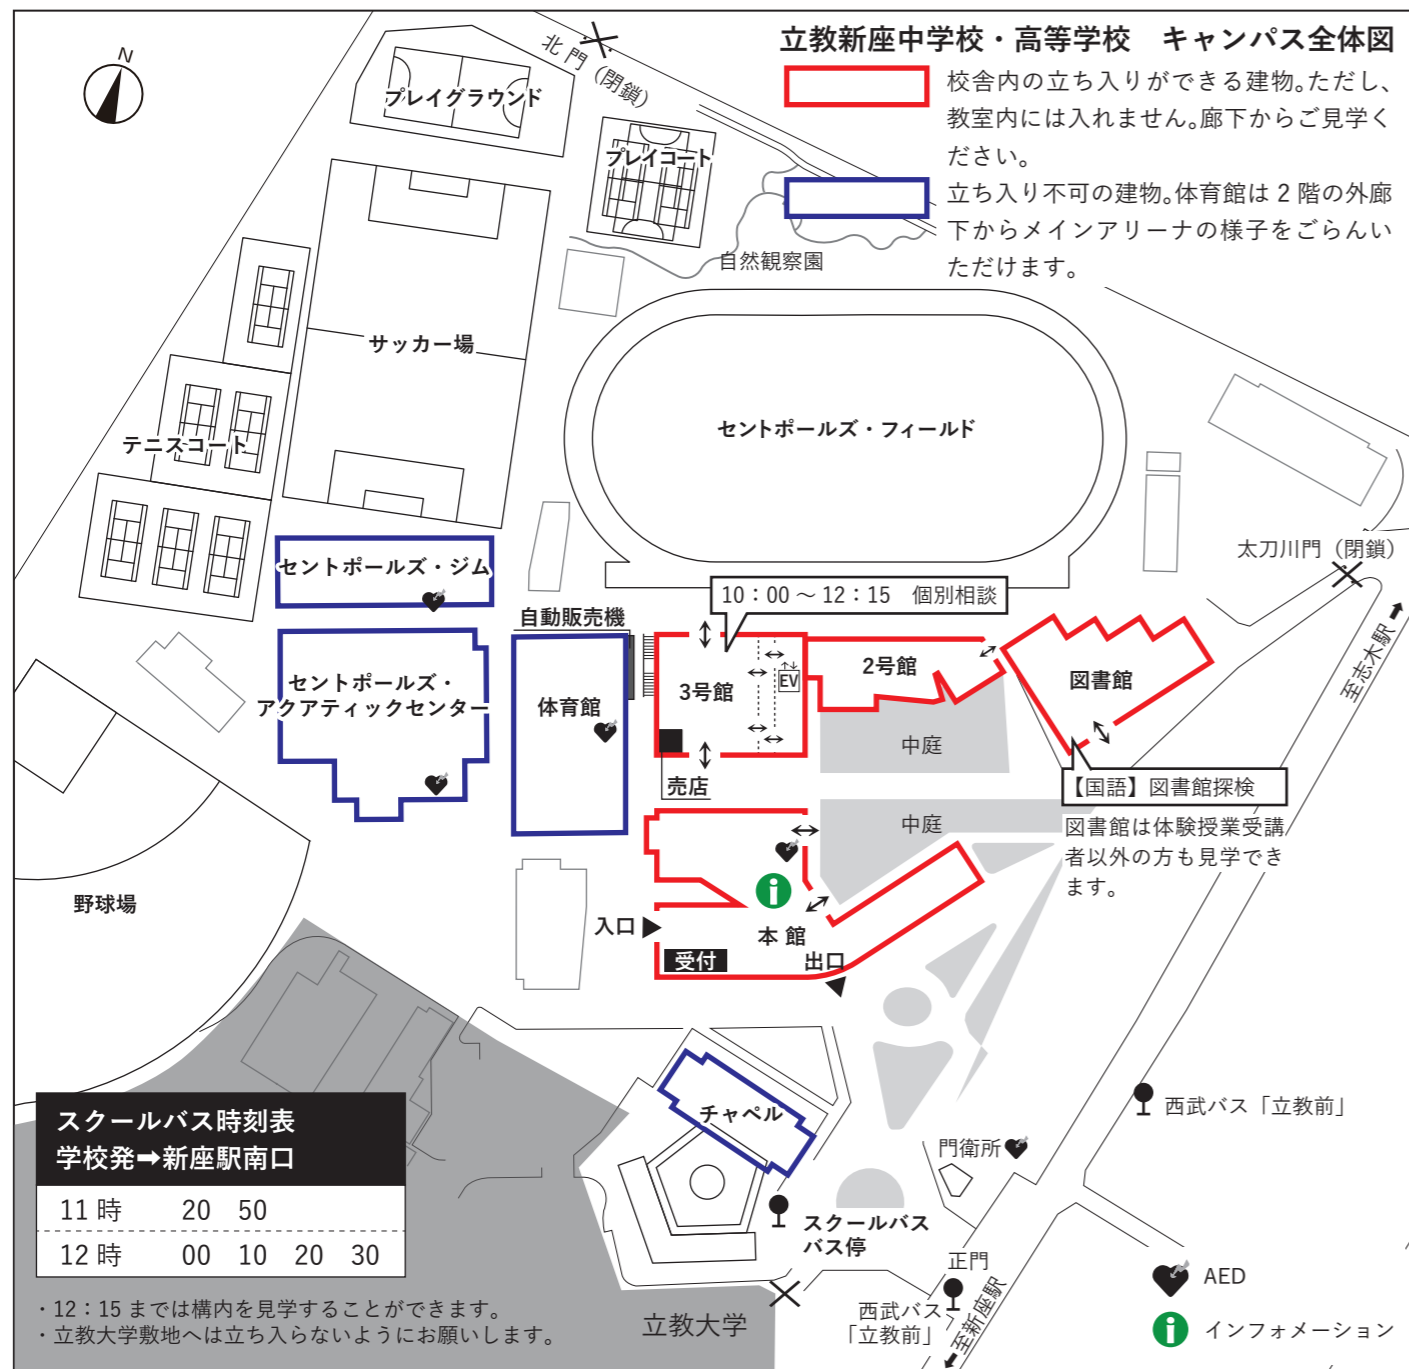 立教新座中学校・高等学校　キャンパス全体図
校舎内の立ち入りができる建物。ただし、
教室内には入れません。廊下からご見学く
ださい。
立ち入り不可の建物。体育館は 2 階の外廊
下からメインアリーナの様子をごらんい
ただけます。
N
北門（閉鎖）
プレイグラウンド
プレイコート
自然観察園
サッカー場
テニスコート
セントポールズ・フィールド
太刀川門（閉鎖）
至志木駅
セントポールズ・ジム
10：00 〜 12：15　個別相談
自動販売機
セントポールズ・
アクアティックセンター
体育館
3号館
EV
2号館
図書館
中庭
売店
【国語】図書館探検
図書館は体験授業受講
者以外の方も見学でき
ます。
中庭
野球場
入口
本 館
受付
出口
チャペル
西武バス「立教前」
門衛所
スクールバス
バス停
正門
西武バス
「立教前」
至新座駅
立教大学
スクールバス時刻表
学校発➡新座駅南口
11 時　20　50
12 時　00　10　20　30
・12：15 までは構内を見学することができます。
・立教大学敷地へは立ち入らないようにお願いします。
AED
i インフォメーション